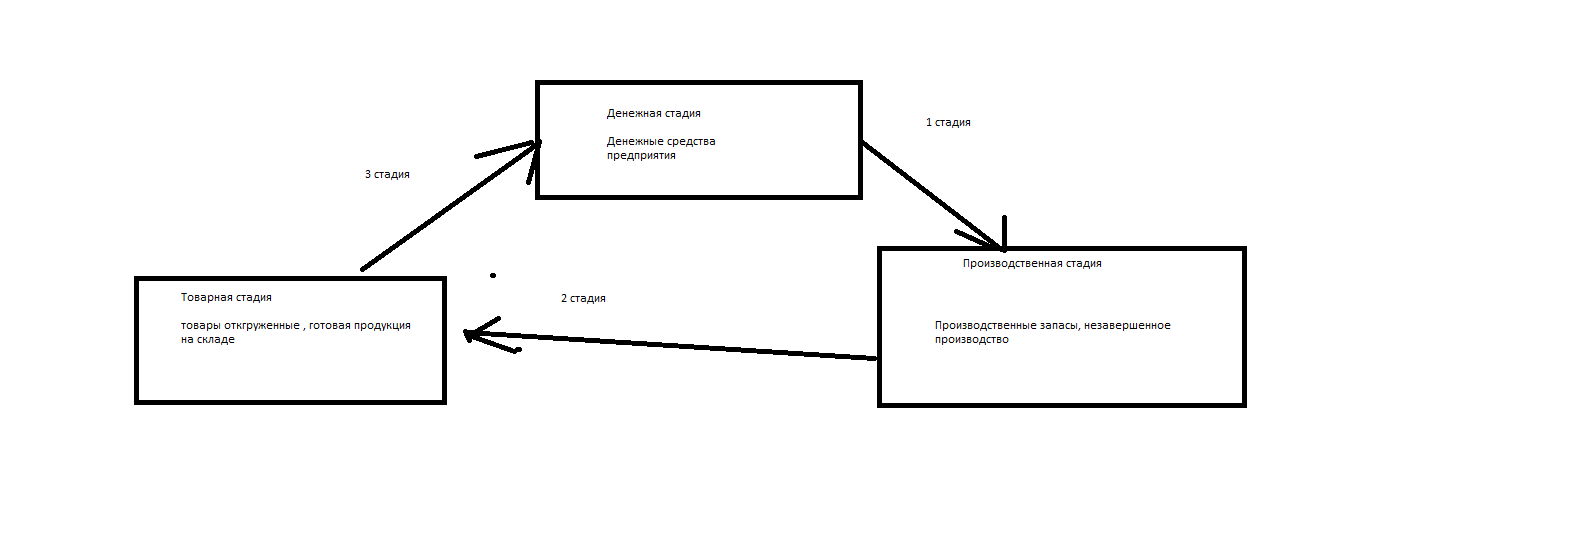 Денежная стадия
Денежные средства
предприятия
1 стадия
3 стадия
Производственная стадия
Производственные запасы, незавершенное
производство
2 стадия
Товарная стадия
товары откгруженные , готовая продукция
на складе